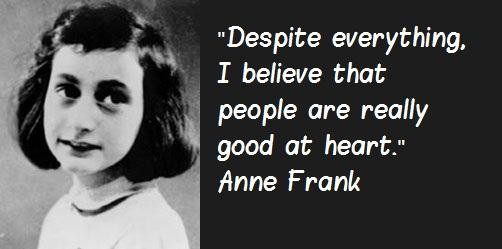 "Despite everything,
I believe that
people are really
good at heart."
Anne Frank